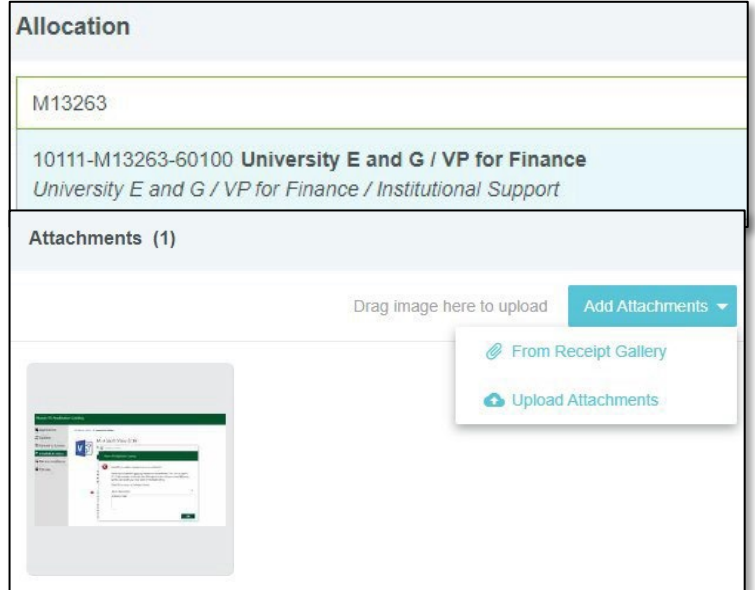 Allocation
M13263
10111-M13263-60100 University E and G / VP for Finance
University E and G / VP for Finance / Institutional Support
Attachments (1)
Drag image here to upload
Add Attachments
From Receipt Gallery
Upload Attachments